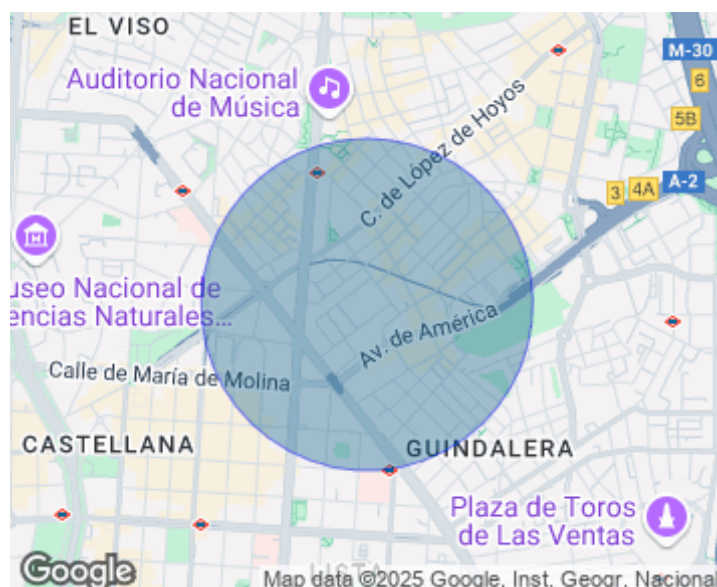 EL VISO
M-30
6
Auditorio Nacional
de Música
5B
C. de López de Hoyos
A-2
3
4A
useo Nacional de
encias Naturales...
Av. de América
Calle de María de Molina
CASTELLANA
GUINDALERA
Plaza de Toros
de Las Ventas
LISTA
Google
Map data ©2025 Google, Inst. Geogr. Nacional